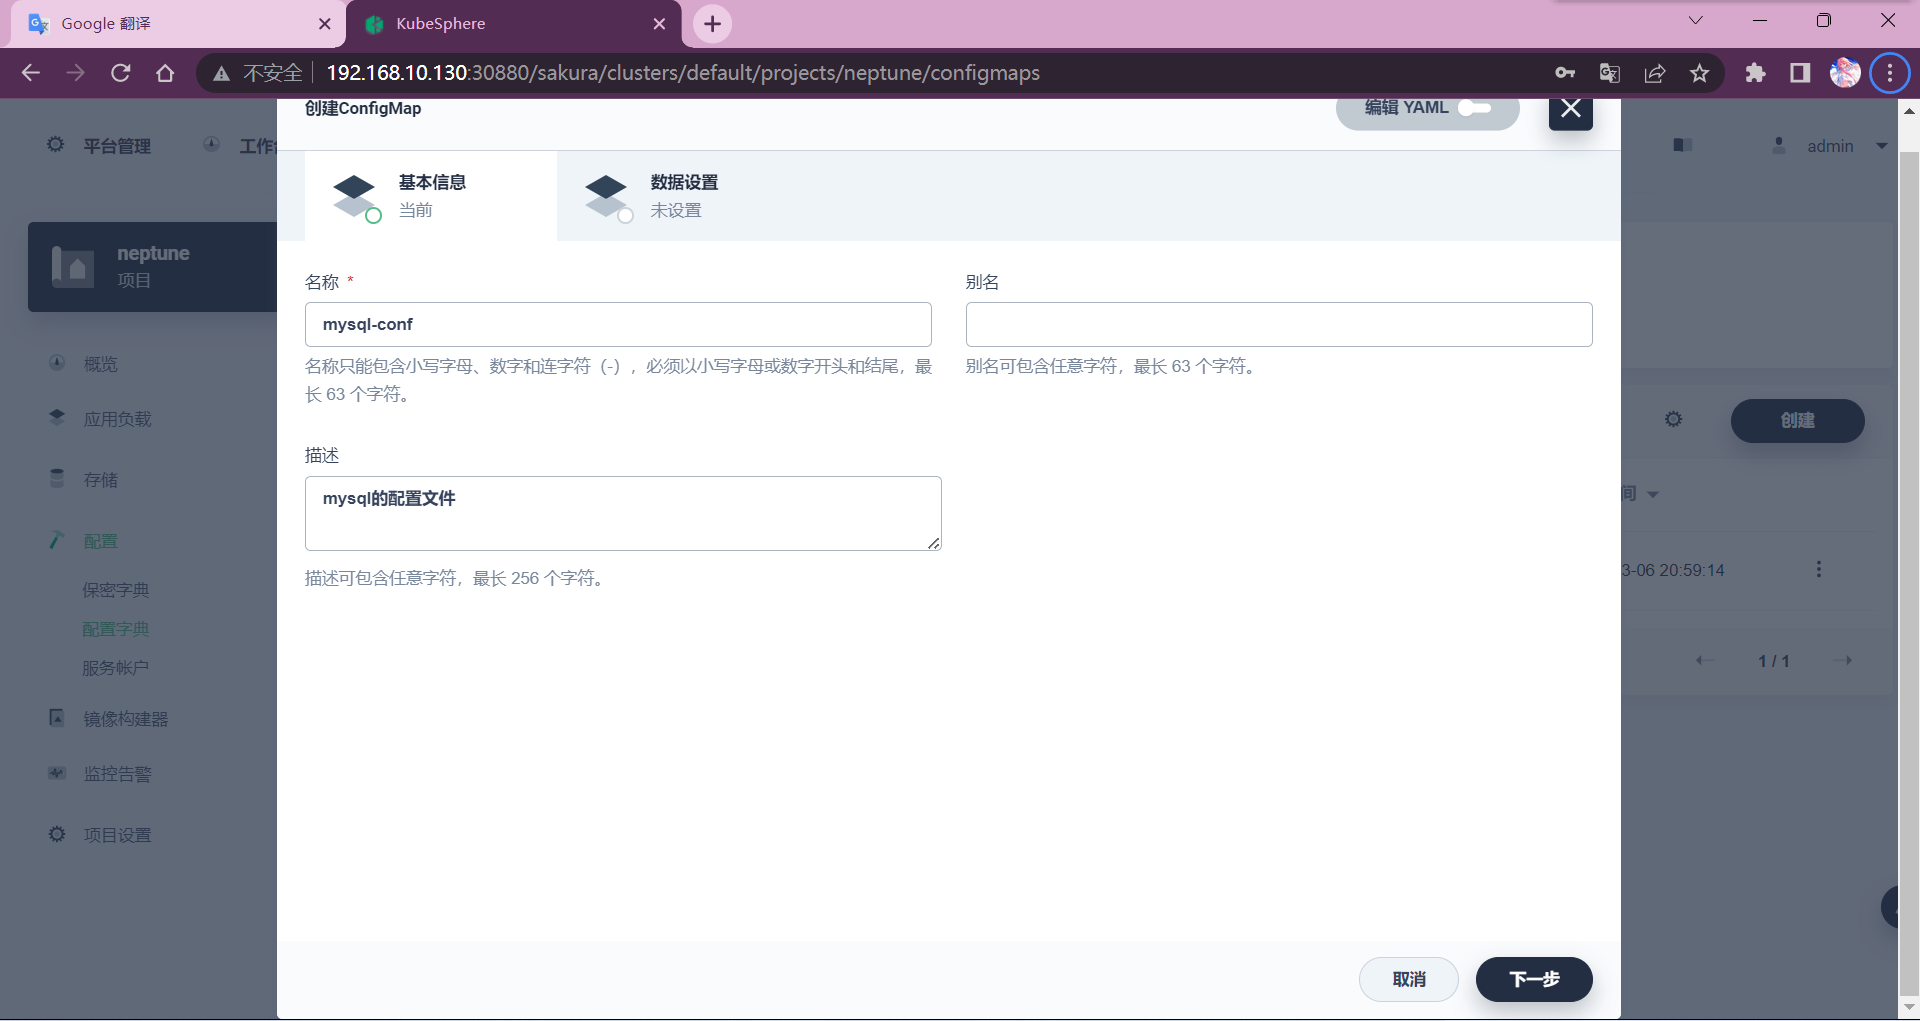 Google 翻译
KubeSphere
不安全
192.168.10.130:30880/sakura/clusters/default/projects/neptune/configmaps
创建ConfigMap
编辑 YAML
平台管理
admin
基本信息
当前
数据设置
未设置
neptune
项目
名称 *
mysql-conf
名称只能包含小写字母、数字和连字符（-），必须以小写字母或数字开头和结尾，最
长 63 个字符。
别名
别名可包含任意字符，最长 63 个字符。
描述
mysql的配置文件
描述可包含任意字符，最长 256 个字符。
概览
应用负载
存储
配置
保密字典
配置字典
服务帐户
镜像构建器
监控告警
项目设置
创建
间
3-06 20:59:14
1 / 1
取消
下一步